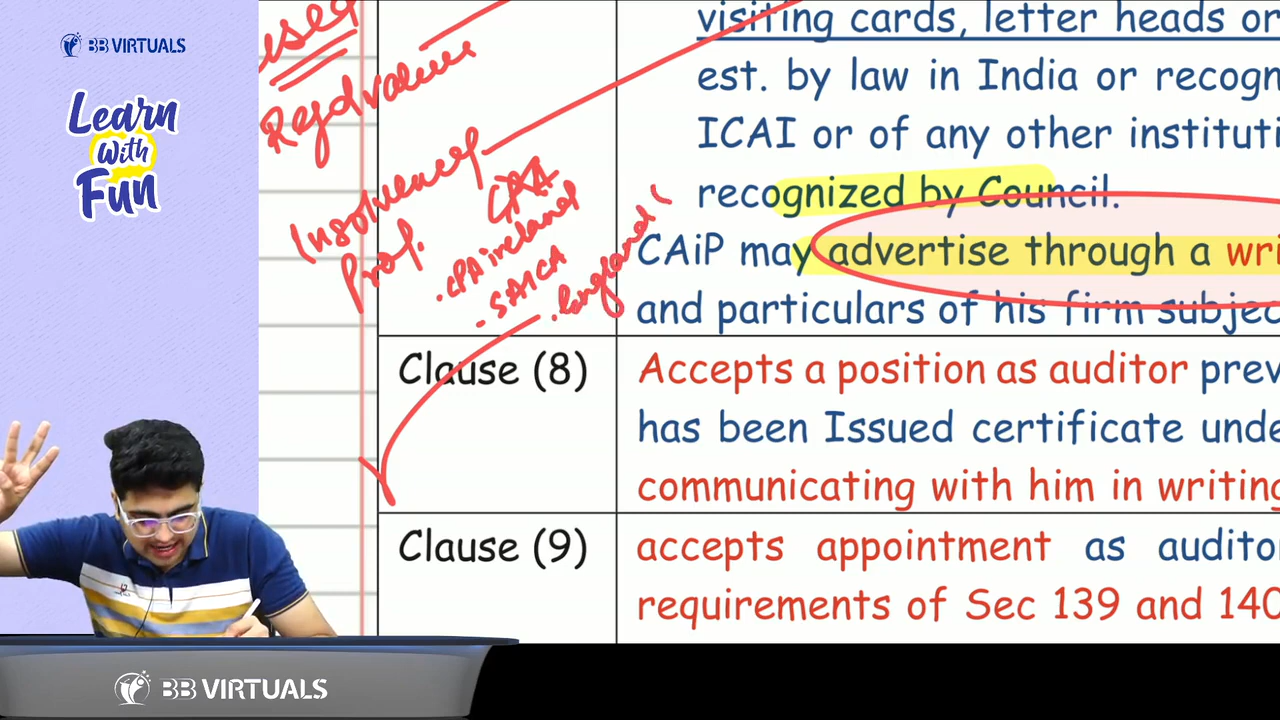 BB VIRTUALS
Learn
With
Fun
Regd valuer
Insolvency
Prof.
CPA ireland
SAICA
England
visiting cards, letter heads or
est. by law in India or recogn
ICAI or of any other instituti
recognized by Council.
CAiP may advertise through a wri
and particulars of his firm subjec
Clause (8)
Accepts a position as auditor prev
has been Issued certificate unde
communicating with him in writing
Clause (9)
accepts appointment as audito
requirements of Sec 139 and 140
BB VIRTUALS